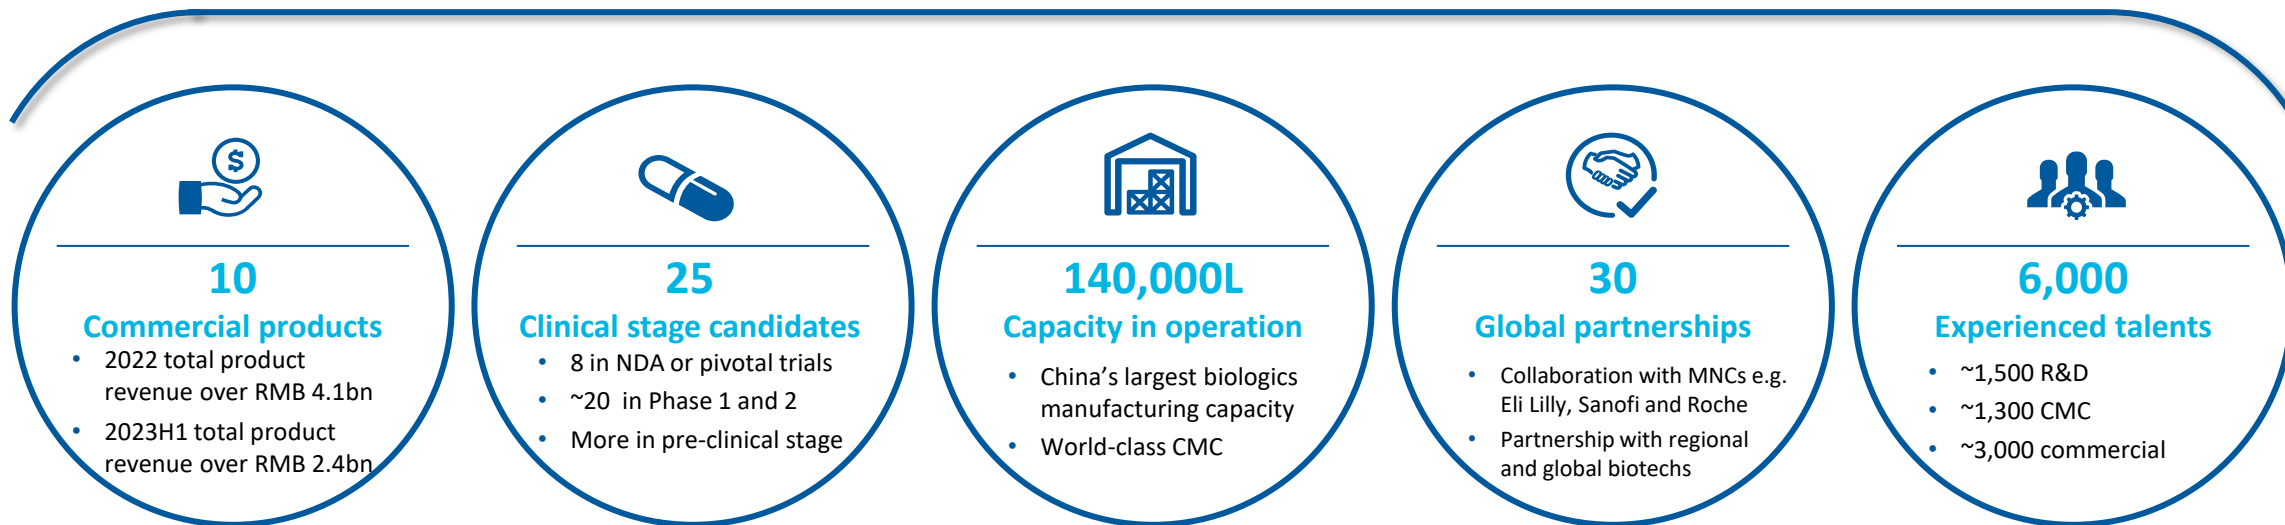 $
10
Commercial products
• 2022 total product
revenue over RMB 4.1bn
• 2023H1 total product
revenue over RMB 2.4bn
25
Clinical stage candidates
• 8 in NDA or pivotal trials
• ~20 in Phase 1 and 2
• More in pre-clinical stage
140,000L
Capacity in operation
• China's largest biologics
manufacturing capacity
• World-class CMC
30
Global partnerships
• Collaboration with MNCs e.g.
Eli Lilly, Sanofi and Roche
• Partnership with regional
and global biotechs
6,000
Experienced talents
• ~1,500 R&D
• ~1,300 CMC
• ~3,000 commercial